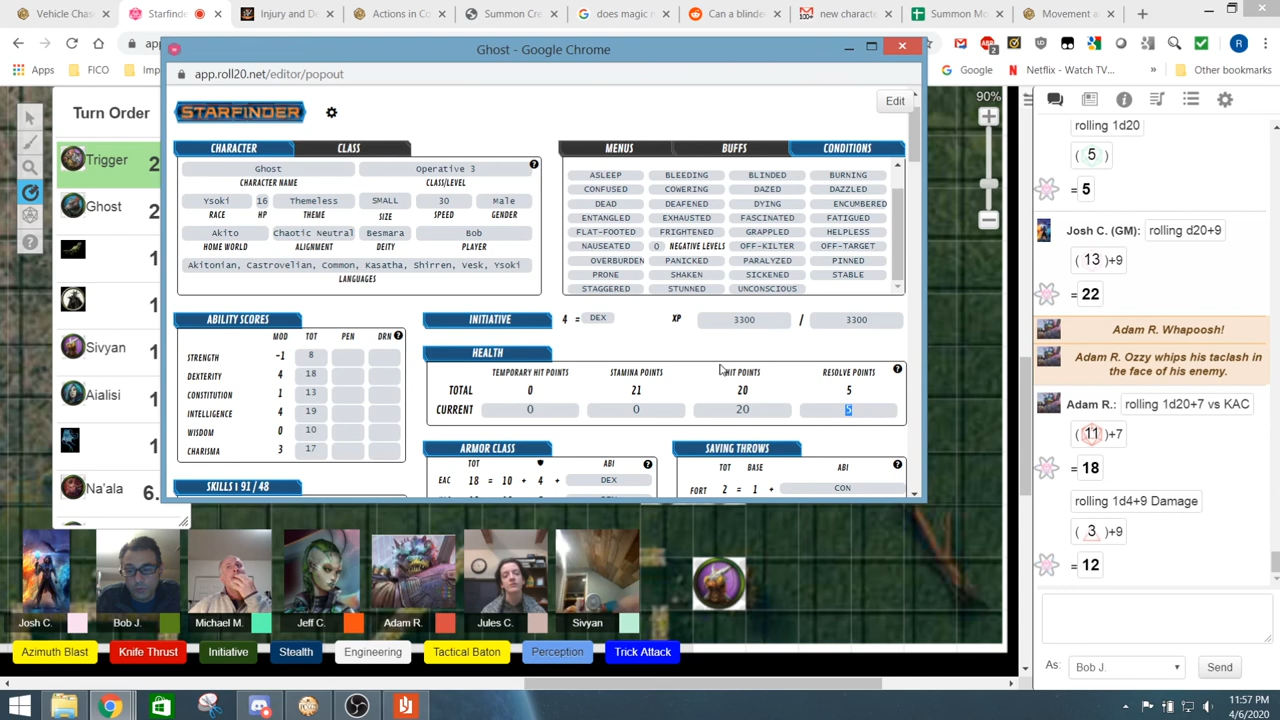 Vehicle Chas
Starfinde
Injury and De
Actions in Co
Summon Cre
does magic
Can a blinde
100+ new charact
Summon M
Movement a
app
Google
Netflix - Watch TV...
Other bookmarks
Apps
FICO
Imp
Ghost - Google Chrome
app.roll20.net/editor/popout
STARFINDER
Edit
90%
Turn Order
Trigger 2
Ghost 2
1
1
Sivyan 1
Aialisi 1
1
Na'ala 6.
CHARACTER
CLASS
Ghost
Operative 3
CHARACTER NAME
CLASS/LEVEL
Ysoki
16
Themeless
SMALL
30
Male
RACE
HP
THEME
SIZE
SPEED
GENDER
Akito
Chaotic Neutral
Besmara
Bob
HOME WORLD
ALIGNMENT
DEITY
PLAYER
Akitonian, Castrovelian, Common, Kasatha, Shirren, Vesk, Ysoki
LANGUAGES
MENUS
BUFFS
CONDITIONS
ASLEEP BLEEDING BLINDED BURNING
CONFUSED COWERING DAZED DAZZLED
DEAD DEAFENED DYING ENCUMBERED
ENTANGLED EXHAUSTED FASCINATED FATIGUED
FLAT-FOOTED FRIGHTENED GRAPPLED HELPLESS
NAUSEATED 0 NEGATIVE LEVELS OFF-KILTER OFF-TARGET
OVERBURDEN PANICKED PARALYZED PINNED
PRONE SHAKEN SICKENED STABLE
STAGGERED STUNNED UNCONSCIOUS
ABILITY SCORES
MOD TOT PEN DRN
STRENGTH -1 8
DEXTERITY 4 18
CONSTITUTION 1 13
INTELLIGENCE 4 19
WISDOM 0 10
CHARISMA 3 17
SKILLS | 91 / 48
INITIATIVE
4 = DEX
XP 3300 / 3300
HEALTH
TEMPORARY HIT POINTS STAMINA POINTS HIT POINTS RESOLVE POINTS
TOTAL 0 21 20 5
CURRENT 0 0 20 5
ARMOR CLASS
TOT BASE ABI
EAC 18 = 10 + 4 + DEX
SAVING THROWS
TOT BASE ABI
FORT 2 = 1 + CON
rolling 1d20
( 5 )
= 5
Josh C. (GM): rolling d20+9
( 13 )+9
= 22
Adam R. Whapoosh!
Adam R. Ozzy whips his taclash in
the face of his enemy.
Adam R.: rolling 1d20+7 vs KAC
( 11 )+7
= 18
rolling 1d4+9 Damage
( 3 )+9
= 12
As: Bob J.
Send
Josh C.
Bob J.
Michael M.
Jeff C.
Adam R.
Jules C.
Sivyan
Azimuth Blast
Knife Thrust
Initiative
Stealth
Engineering
Tactical Baton
Perception
Trick Attack
11:57 PM
4/6/2020